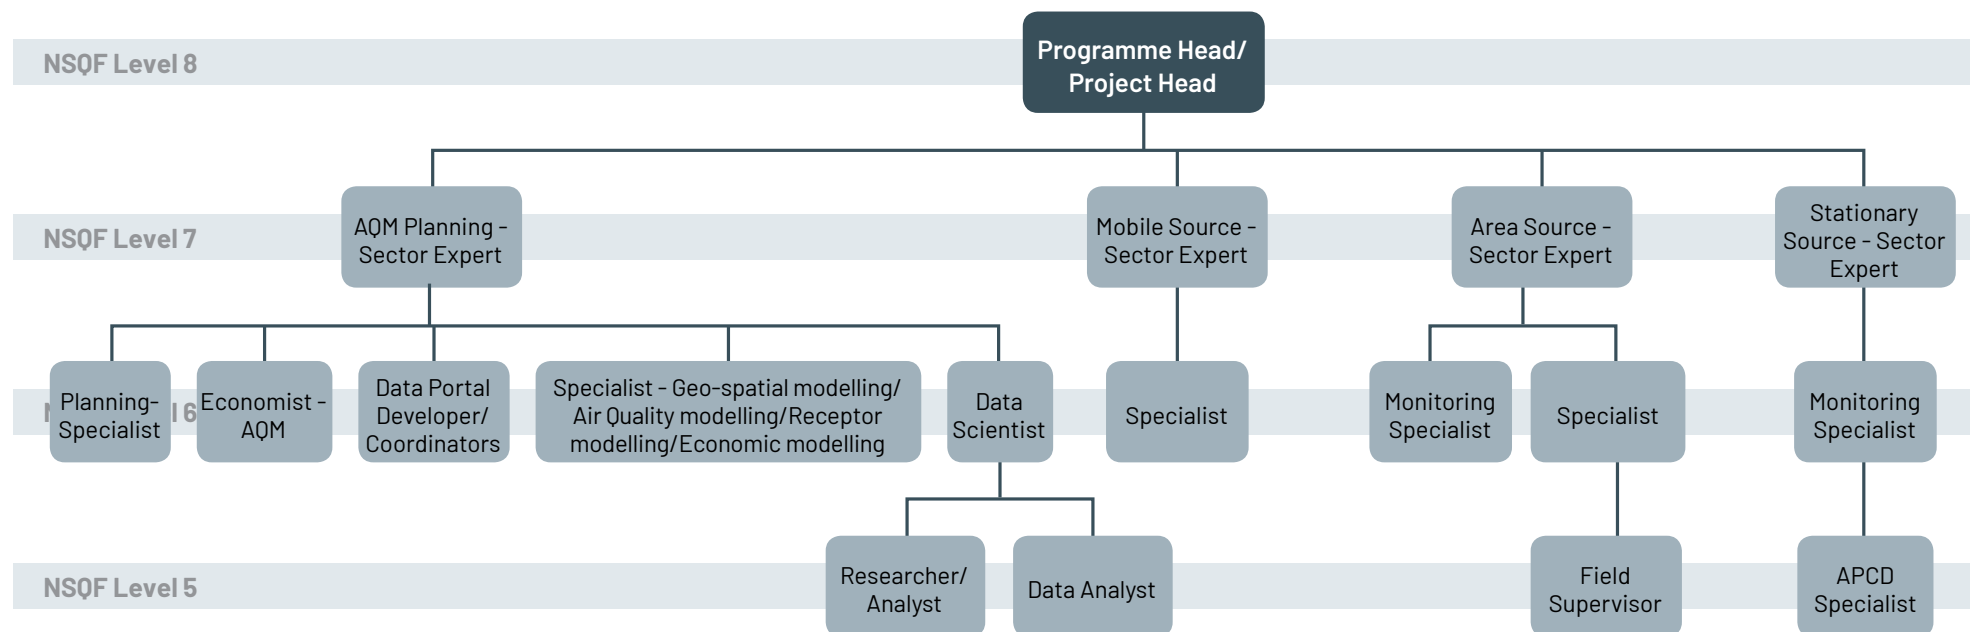 NSQF Level 8
Programme Head/
Project Head
NSQF Level 7
AQM Planning -
Sector Expert
Mobile Source -
Sector Expert
Area Source -
Sector Expert
Stationary
Source - Sector
Expert
l 6
Planning-
Specialist
Economist -
AQM
Data Portal
Developer/
Coordinators
Specialist - Geo-spatial modelling/
Air Quality modelling/Receptor
modelling/Economic modelling
Data
Scientist
Specialist
Monitoring
Specialist
Specialist
Monitoring
Specialist
NSQF Level 5
Researcher/
Analyst
Data Analyst
Field
Supervisor
APCD
Specialist